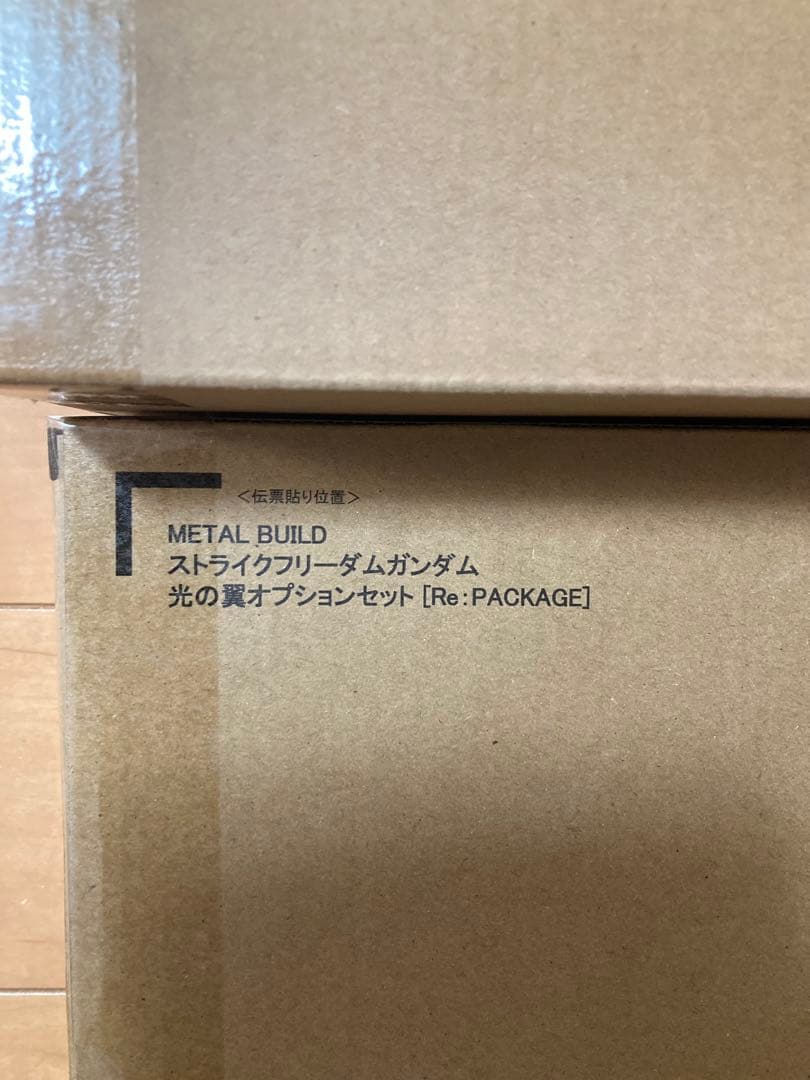 <伝票貼り位置>
METAL BUILD
ストライクフリーダムガンダム
光の翼オプションセット [Re:PACKAGE]